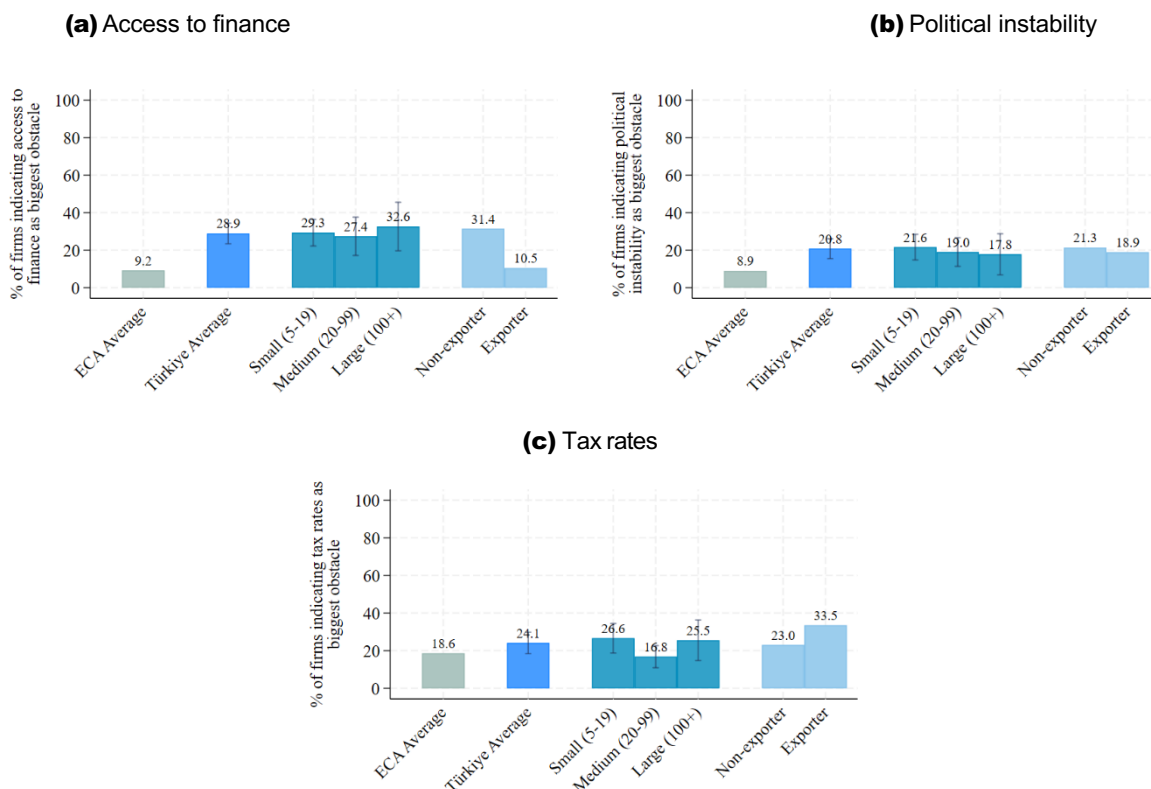 (a) Access to finance
% of firms indicating access to
finance as biggest obstacle
100
80
60
40
20
0
9.2
28.9
29.3
27.4
32.6
31.4
10.5
ECA Average
Türkiye Average
Small (5-19)
Medium (20-99)
Large (100+)
Non-exporter
Exporter
(b) Political instability
% of firms indicating political
instability as biggest obstacle
100
80
60
40
20
0
8.9
20.8
21.6
19.0
17.8
21.3
18.9
ECA Average
Türkiye Average
Small (5-19)
Medium (20-99)
Large (100+)
Non-exporter
Exporter
(c) Tax rates
% of firms indicating tax rates as
biggest obstacle
100
80
60
40
20
0
18.6
24.1
26.6
16.8
25.5
23.0
33.5
ECA Average
Türkiye Average
Small (5-19)
Medium (20-99)
Large (100+)
Non-exporter
Exporter